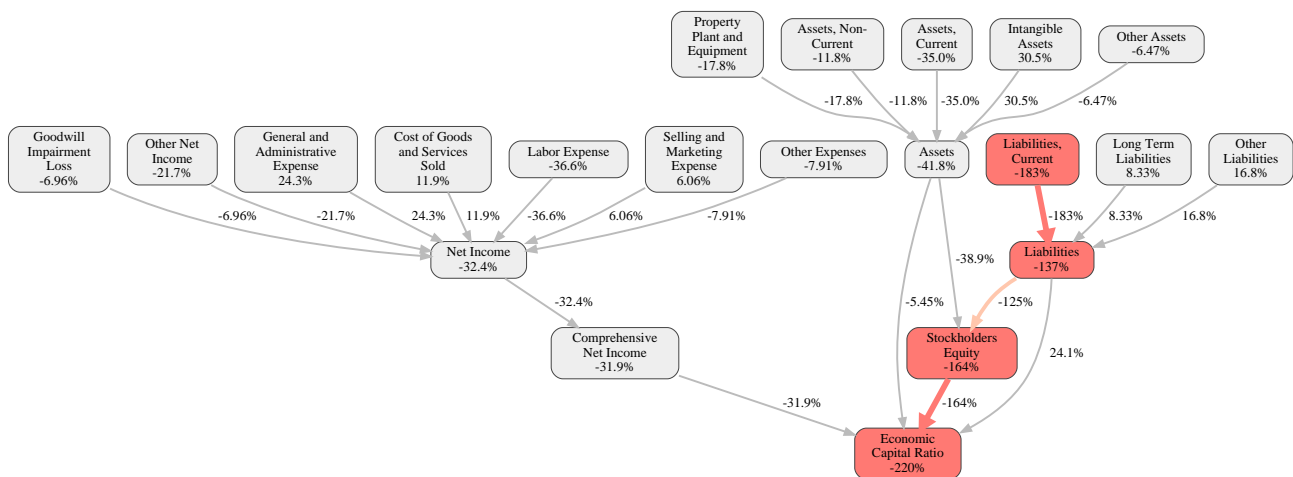 Property
Plant and
Equipment
-17.8%
Assets, Non-
Current
-11.8%
Assets,
Current
-35.0%
Intangible
Assets
30.5%
Other Assets
-6.47%
-17.8%
-11.8%
-35.0%
30.5%
-6.47%
Goodwill
Impairment
Loss
-6.96%
Other Net
Income
-21.7%
General and
Administrative
Expense
24.3%
Cost of Goods
and Services
Sold
11.9%
Labor Expense
-36.6%
Selling and
Marketing
Expense
6.06%
Other Expenses
-7.91%
Assets
-41.8%
Liabilities,
Current
-183%
Long Term
Liabilities
8.33%
Other
Liabilities
16.8%
-6.96%
-21.7%
24.3%
11.9%
-36.6%
6.06%
-7.91%
-183%
8.33%
16.8%
Net Income
-32.4%
-38.9%
Liabilities
-137%
-32.4%
-5.45%
-125%
Comprehensive
Net Income
-31.9%
Stockholders
Equity
-164%
24.1%
-31.9%
-164%
Economic
Capital Ratio
-220%